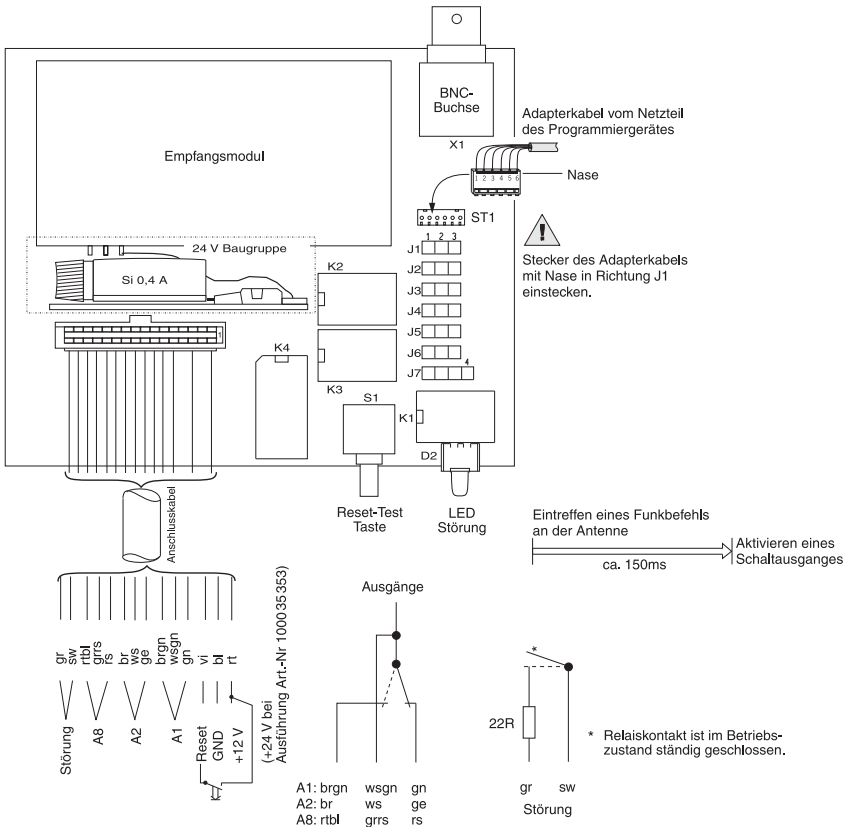 BNC-
Buchse
X1
Adapterkabel vom Netzteil
des Programmiergerätes
1 2 3 4 5 6
Nase
Empfangsmodul
ST1
24 V Baugruppe
Si 0,4 A
1 2 3
J1
J2
J3
J4
J5
J6
4
J7
Stecker des Adapterkabels
mit Nase in Richtung J1
einstecken.
K2
K3
K4
1
S1
K1
D2
Reset-Test
Taste
LED
Störung
Anschlusskabel
Eintreffen eines Funkbefehls
an der Antenne
ca. 150ms
Aktivieren eines
Schaltausganges
gr
sw
rtbl
grrs
rs
br
ws
ge
brgn
wsgn
gn
vi
bl
rt
Störung
A8
A2
A1
Reset
GND
+12 V
(+24 V bei
Ausführung Art.-Nr 100035353)
Ausgänge
A1: brgn wsgn gn
A2: br ws ge
A8: rtbl grrs rs
*
22R
gr sw
Störung
* Relaiskontakt ist im Betriebs-
zustand ständig geschlossen.